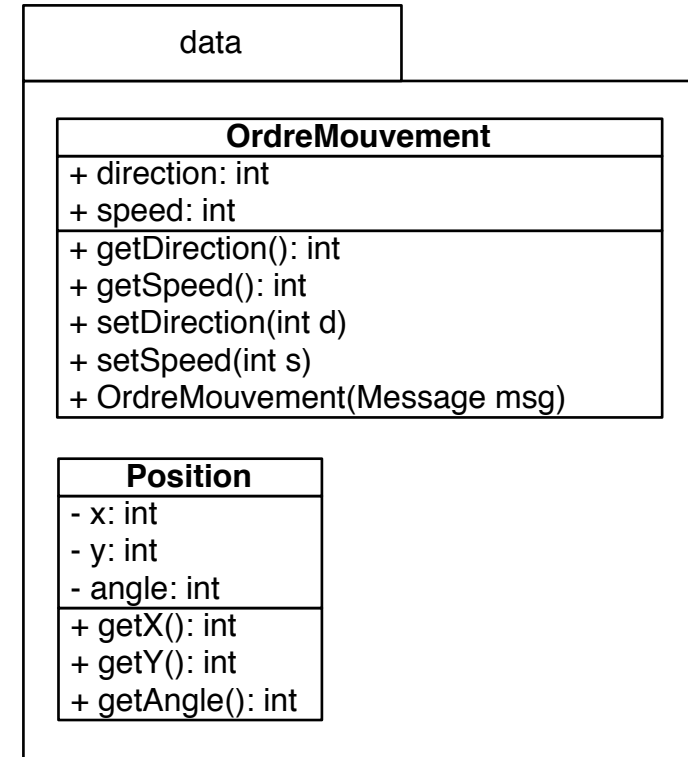 data
OrdreMouvement
+ direction: int
+ speed: int
+ getDirection(): int
+ getSpeed(): int
+ setDirection(int d)
+ setSpeed(int s)
+ OrdreMouvement(Message msg)
Position
- x: int
- y: int
- angle: int
+ getX(): int
+ getY(): int
+ getAngle(): int